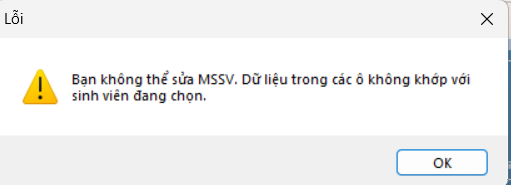 Lỗi
Bạn không thể sửa MSSV. Dữ liệu trong các ô không khớp với
sinh viên đang chọn.
OK